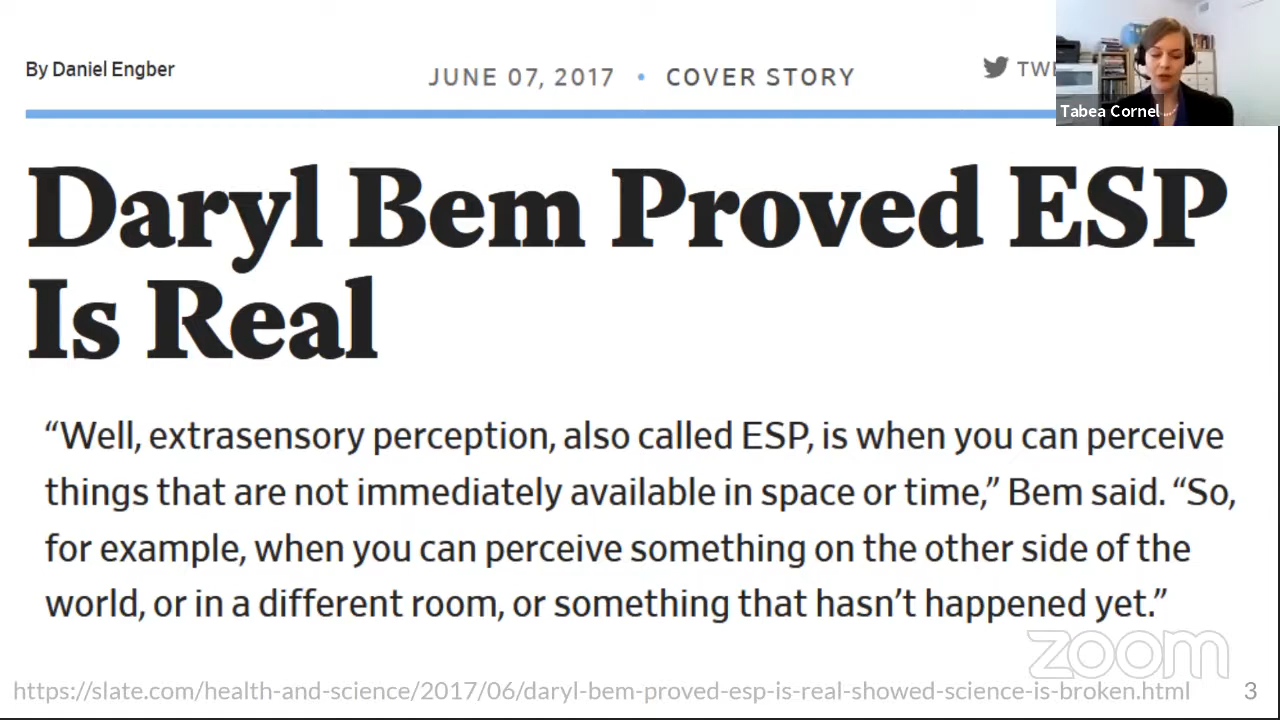 By Daniel Engber
JUNE 07, 2017 • COVER STORY
TWE
Tabea Cornel
Daryl Bem Proved ESP
Is Real
“Well, extrasensory perception, also called ESP, is when you can perceive
things that are not immediately available in space or time,” Bem said. “So,
for example, when you can perceive something on the other side of the
world, or in a different room, or something that hasn’t happened yet.”
zoom
https://slate.com/health-and-science/2017/06/daryl-bem-proved-esp-is-real-showed-science-is-broken.html 3